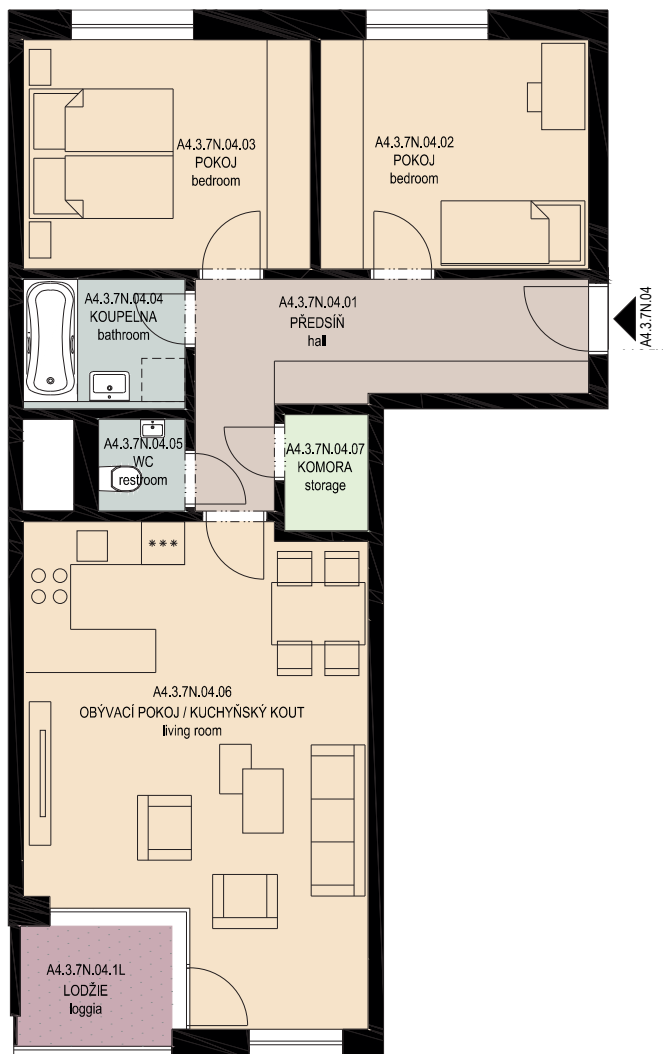 A4.3.7N.04.03
POKOJ
bedroom
A4.3.7N.04.02
POKOJ
bedroom
A4.3.7N.04.04
KOUPELNA
bathroom
A4.3.7N.04.01
PŘEDSÍŇ
hall
A4.3.7N.04
A4.3.7N.04.05
WC
restroom
A4.3.7N.04.07
KOMORA
storage
***
A4.3.7N.04.06
OBÝVACÍ POKOJ / KUCHYŇSKÝ KOUT
living room
A4.3.7N.04.1L
LODŽIE
loggia